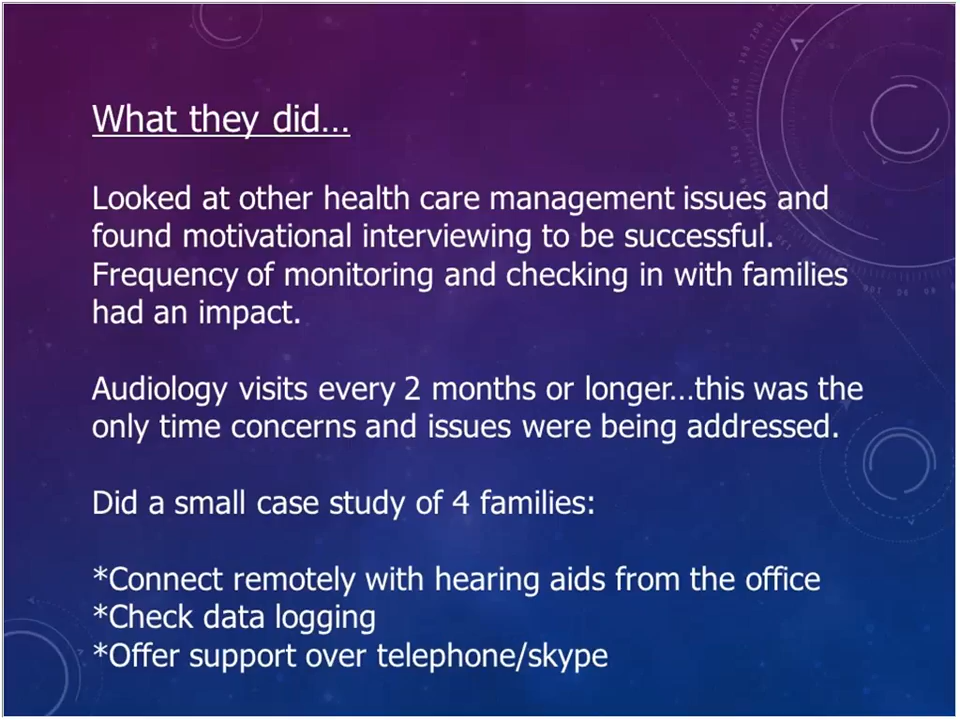 What they did...
Looked at other health care management issues and
found motivational interviewing to be successful.
Frequency of monitoring and checking in with families
had an impact.
Audiology visits every 2 months or longer...this was the
only time concerns and issues were being addressed.
Did a small case study of 4 families:
*Connect remotely with hearing aids from the office
*Check data logging
*Offer support over telephone/skype